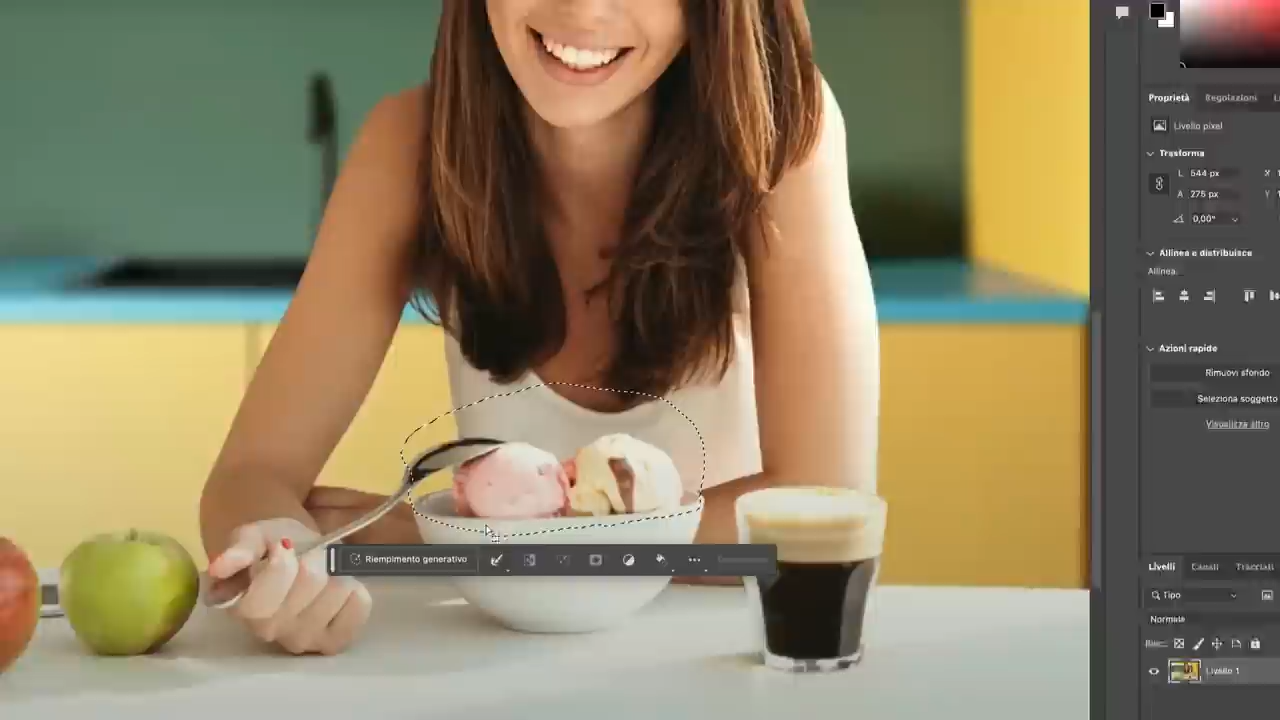 Proprietà Regolazioni
Livello pixel
Trasforma
L 544 px X
A 275 px Y
0,00°
Allinea e distribuisce
Allinea:
Azioni rapide
Rimuovi sfondo
Seleziona soggetto
Visualizza altro
Riempimento generativo
Livelli Canali Tracciati
Tipo
Normale
Livello 1